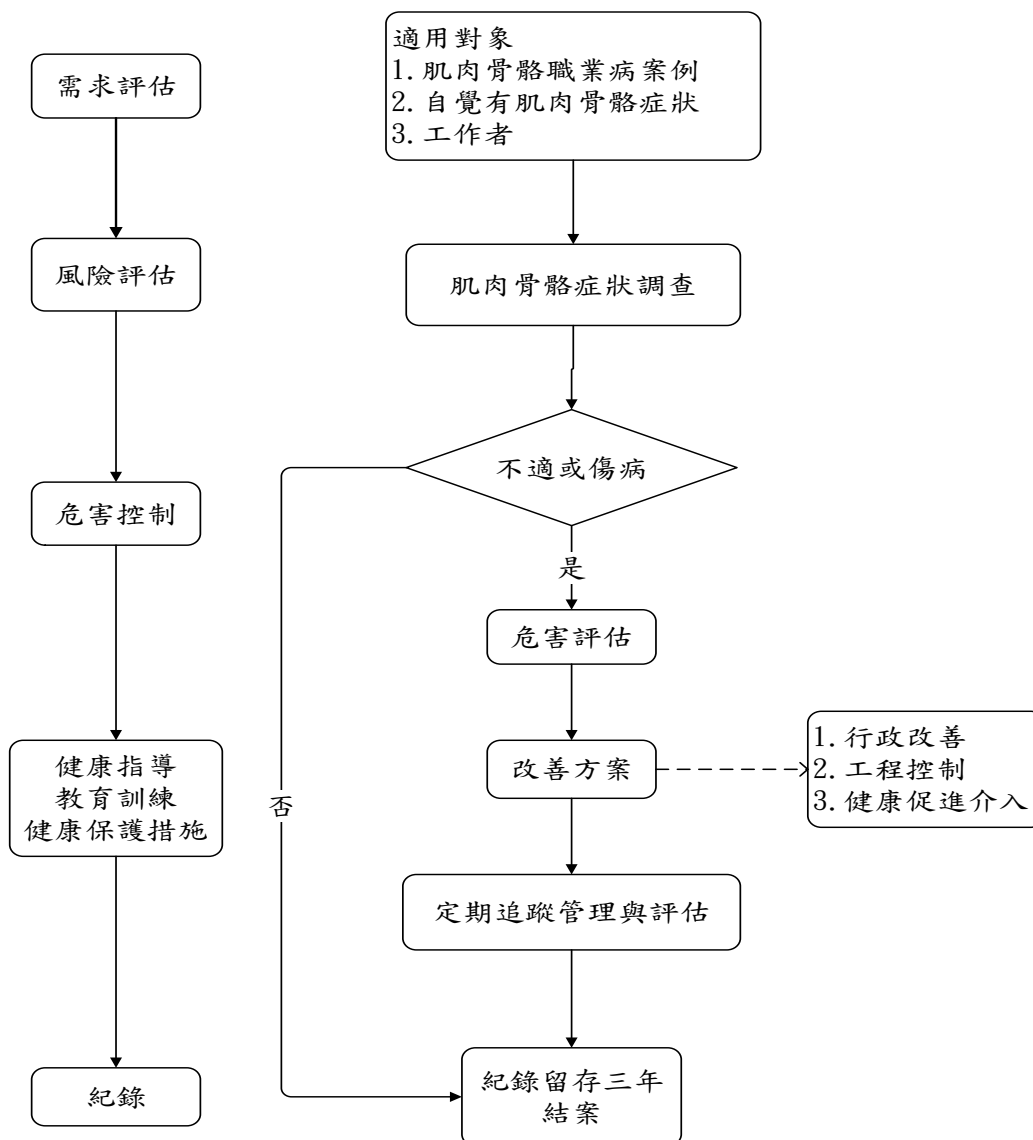 需求評估
風險評估
危害控制
健康指導
教育訓練
健康保護措施
紀錄
適用對象
1. 肌肉骨骼職業病案例
2. 自覺有肌肉骨骼症狀
3. 工作者
肌肉骨骼症狀調查
不適或傷病
是
否
危害評估
改善方案
1. 行政改善
2. 工程控制
3. 健康促進介入
定期追蹤管理與評估
紀錄留存三年
結案